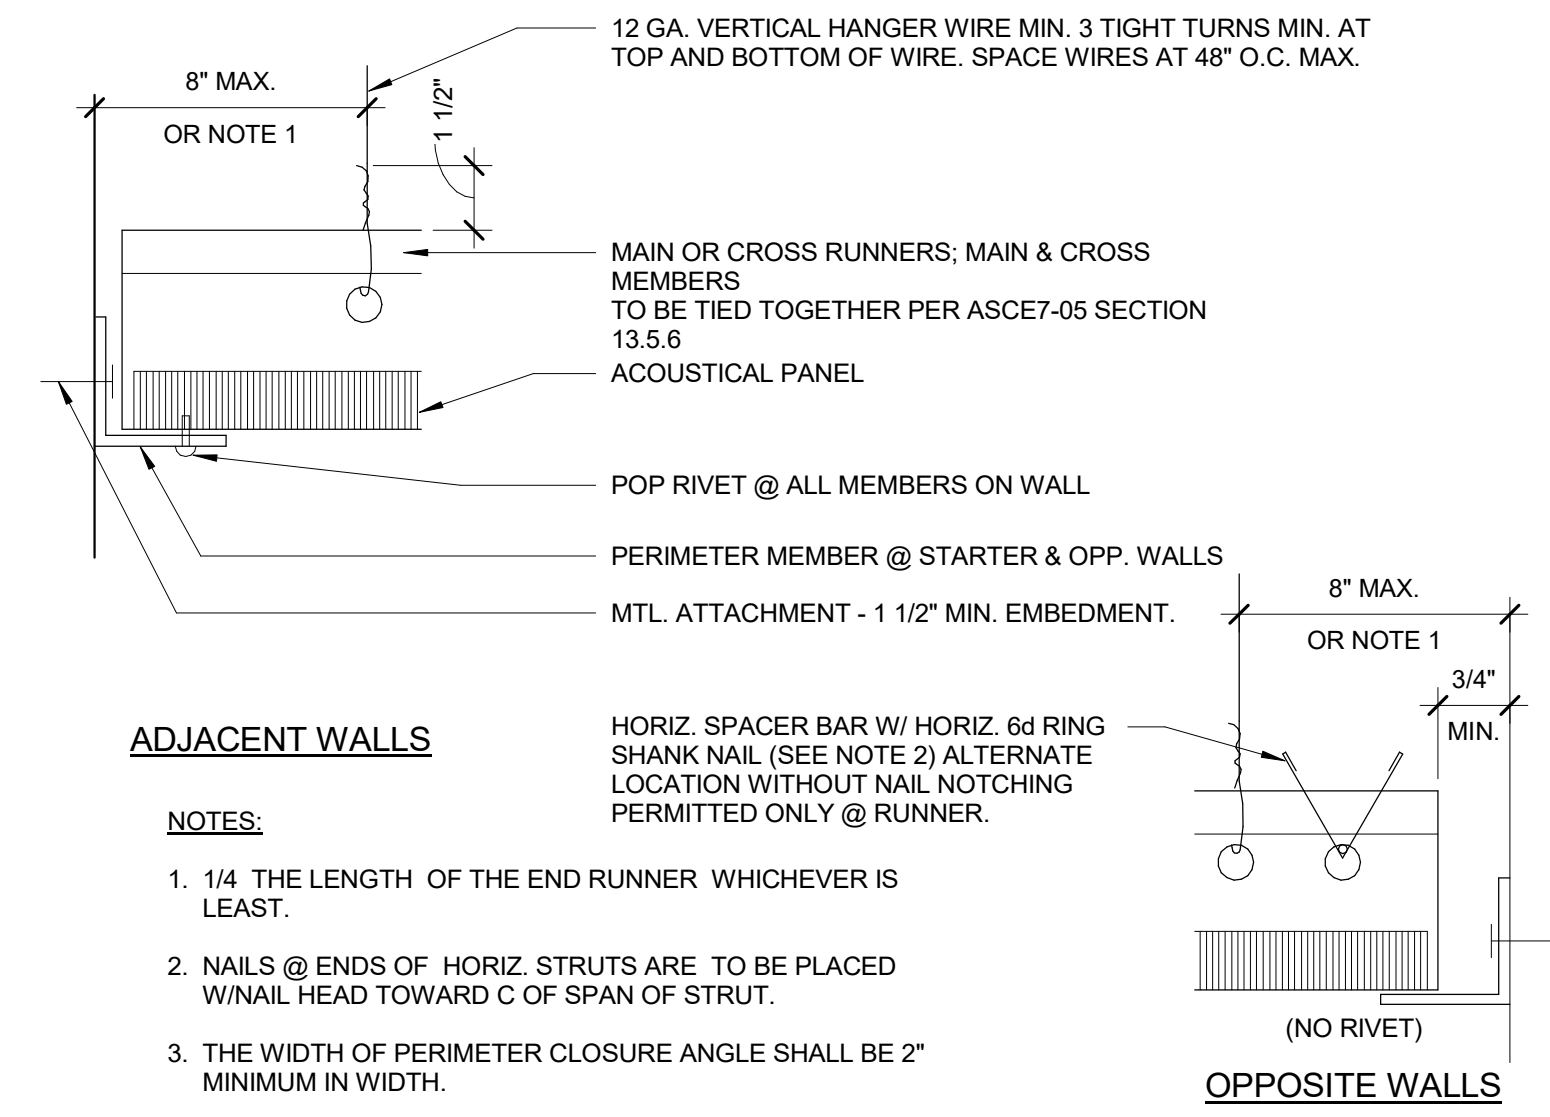 12 GA. VERTICAL HANGER WIRE MIN. 3 TIGHT TURNS MIN. AT
TOP AND BOTTOM OF WIRE. SPACE WIRES AT 48" O.C. MAX.
8" MAX.
OR NOTE 1
1 1/2"
MAIN OR CROSS RUNNERS; MAIN & CROSS
MEMBERS
TO BE TIED TOGETHER PER ASCE7-05 SECTION
13.5.6
ACOUSTICAL PANEL
POP RIVET @ ALL MEMBERS ON WALL
PERIMETER MEMBER @ STARTER & OPP. WALLS
MTL. ATTACHMENT - 1 1/2" MIN. EMBEDMENT.
ADJACENT WALLS
8" MAX.
OR NOTE 1
3/4"
MIN.
HORIZ. SPACER BAR W/ HORIZ. 6d RING
SHANK NAIL (SEE NOTE 2) ALTERNATE
LOCATION WITHOUT NAIL NOTCHING
PERMITTED ONLY @ RUNNER.
(NO RIVET)
OPPOSITE WALLS
NOTES:
1. 1/4 THE LENGTH OF THE END RUNNER WHICHEVER IS
LEAST.
2. NAILS @ ENDS OF HORIZ. STRUTS ARE TO BE PLACED
W/NAIL HEAD TOWARD C OF SPAN OF STRUT.
3. THE WIDTH OF PERIMETER CLOSURE ANGLE SHALL BE 2"
MINIMUM IN WIDTH.